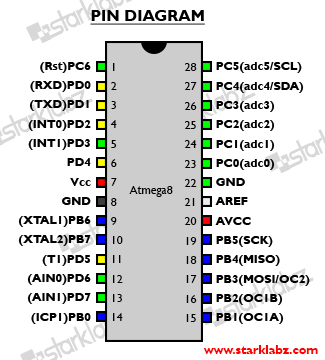 PIN DIAGRAM
(Rst)PC6 1 28 PC5(adc5/SCL)
(RXD)PD0 2 27 PC4(adc4/SDA)
(TXD)PD1 3 26 PC3(adc3)
(INT0)PD2 4 25 PC2(adc2)
(INT1)PD3 5 24 PC1(adc1)
PD4 6 23 PC0(adc0)
Vcc 7 22 GND
Atmega8
GND 8 21 AREF
(XTAL1)PB6 9 20 AVCC
(XTAL2)PB7 10 19 PB5(SCK)
(T1)PD5 11 18 PB4(MISO)
(AIN0)PD6 12 17 PB3(MOSI/OC2)
(AIN1)PD7 13 16 PB2(OC1B)
(ICP1)PB0 14 15 PB1(OC1A)
www.starklabz.com